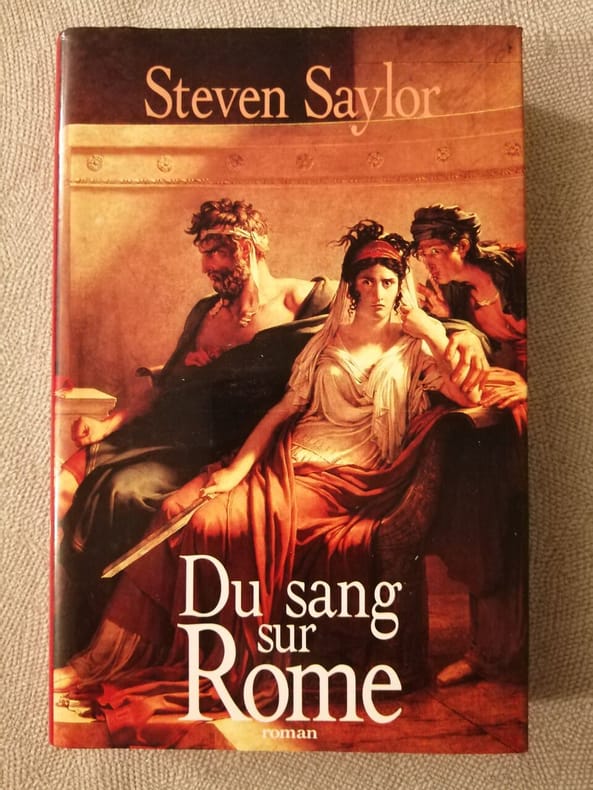 Steven Saylor
Du sang
sur
Rome
roman